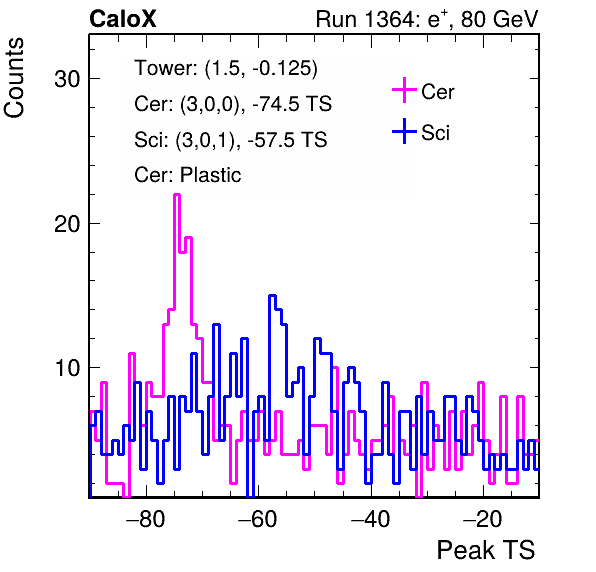 CaloX Run 1364: e⁺, 80 GeV
Counts
Tower: (1.5, -0.125)
Cer: (3,0,0), -74.5 TS
Sci: (3,0,1), -57.5 TS
Cer: Plastic
Cer
Sci
30
20
10
−80 −60 −40 −20
Peak TS